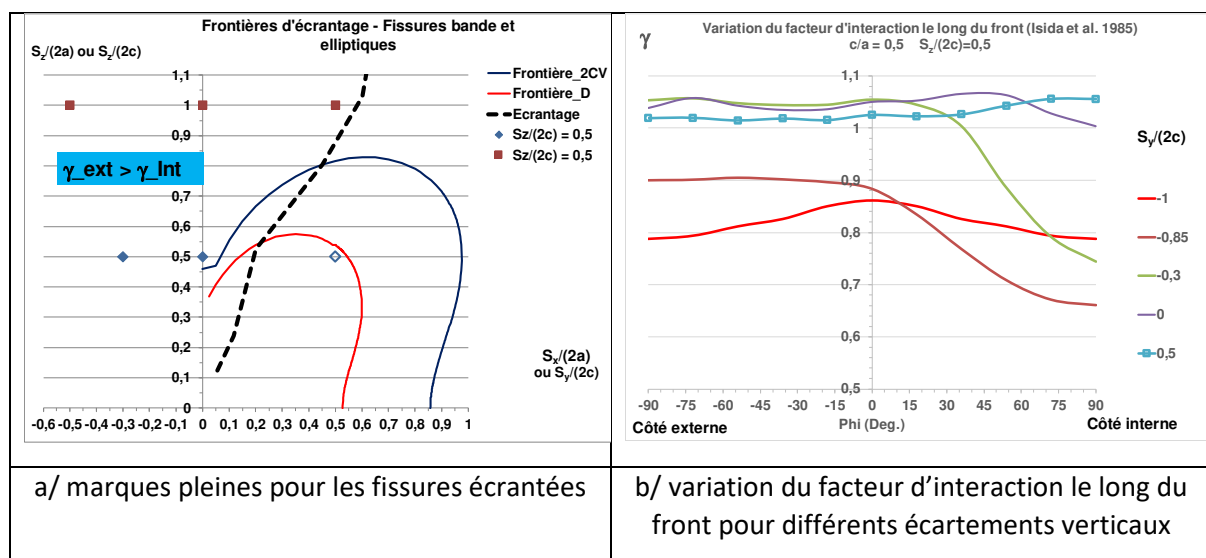 Frontières d'écrantage - Fissures bande et
elliptiques
S_z/(2a) ou S_z/(2c)
1,1
1
0,9
0,8
0,7
0,6
0,5
0,4
0,3
0,2
0,1
0
-0,6 -0,5 -0,4 -0,3 -0,2 -0,1 0 0,1 0,2 0,3 0,4 0,5 0,6 0,7 0,8 0,9 1
Frontière_2CV
Frontière_D
Ecrantage
Sz/(2c) = 0,5
Sz/(2c) = 0,5
γ_ext > γ_Int
S_x/(2a)
ou S_y/(2c)
a/ marques pleines pour les fissures écrantées
γ
Variation du facteur d'interaction le long du front (Isida et al. 1985)
c/a = 0,5 S_z/(2c)=0,5
1,1
1
0,9
0,8
0,7
0,6
0,5
-90 -75 -60 -45 -30 -15 0 15 30 45 60 75 90
Côté externe
Phi (Deg.)
Côté interne
S_y/(2c)
-1
-0,85
-0,3
0
0,5
b/ variation du facteur d’interaction le long du
front pour différents écartements verticaux